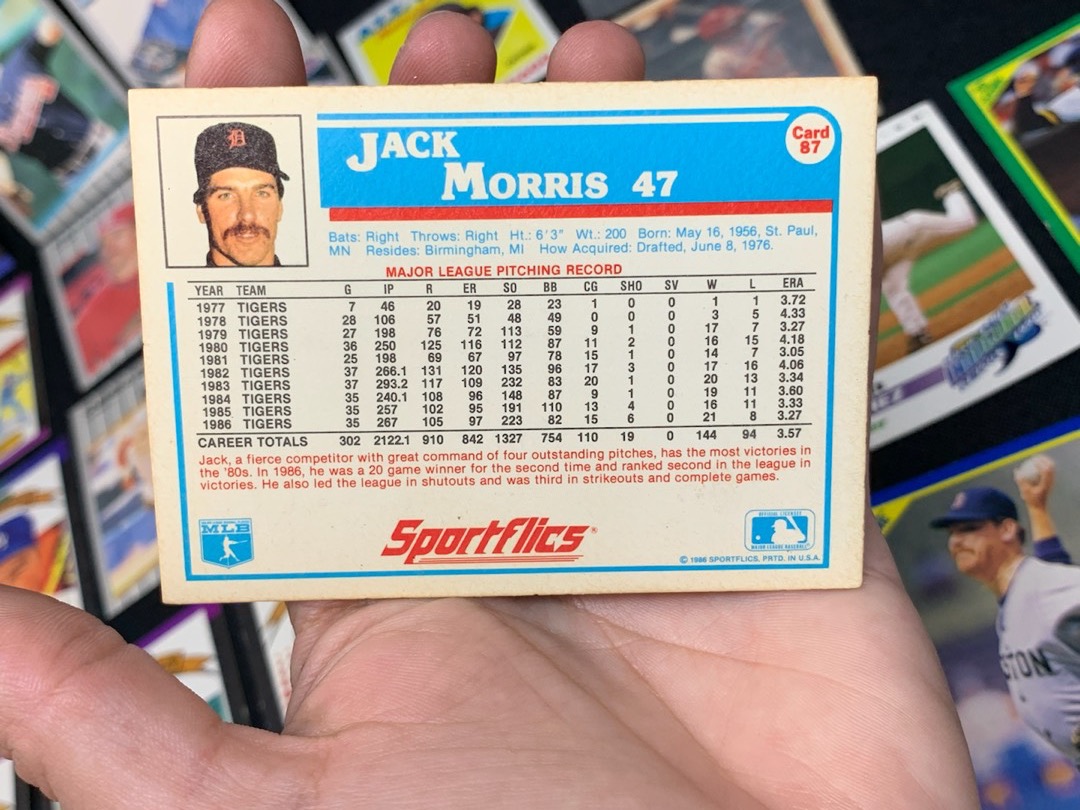 Card
87
JACK
MORRIS 47
Bats: Right Throws: Right Ht.: 6'3" Wt.: 200 Born: May 16, 1956, St. Paul,
MN Resides: Birmingham, MI How Acquired: Drafted, June 8, 1976.
MAJOR LEAGUE PITCHING RECORD
YEAR TEAM G IP R ER SO BB CG SHO SV W L ERA
1977 TIGERS 7 46 20 19 28 23 1 0 0 1 1 3.72
1978 TIGERS 28 106 57 51 48 49 0 0 0 3 5 4.33
1979 TIGERS 27 198 76 72 113 59 9 1 0 17 7 3.27
1980 TIGERS 36 250 125 116 112 87 11 2 0 16 15 4.18
1981 TIGERS 25 198 69 67 97 78 15 1 0 14 7 3.05
1982 TIGERS 37 266.1 131 120 135 96 17 3 0 17 16 4.06
1983 TIGERS 37 293.2 117 109 232 83 20 1 0 20 13 3.34
1984 TIGERS 35 240.1 108 96 148 87 9 1 0 19 11 3.60
1985 TIGERS 35 257 102 95 191 110 13 4 0 16 11 3.33
1986 TIGERS 35 267 105 97 223 82 15 6 0 21 8 3.27
CAREER TOTALS 302 2122.1 910 842 1327 754 110 19 0 144 94 3.57
Jack, a fierce competitor with great command of four outstanding pitches, has the most victories in
the '80s. In 1986, he was a 20 game winner for the second time and ranked second in the league in
victories. He also led the league in shutouts and was third in strikeouts and complete games.
MLB
Sportflics®
OFFICIAL LICENSEE
MAJOR LEAGUE BASEBALL
© 1986 SPORTFLICS, PRTD. IN U.S.A.